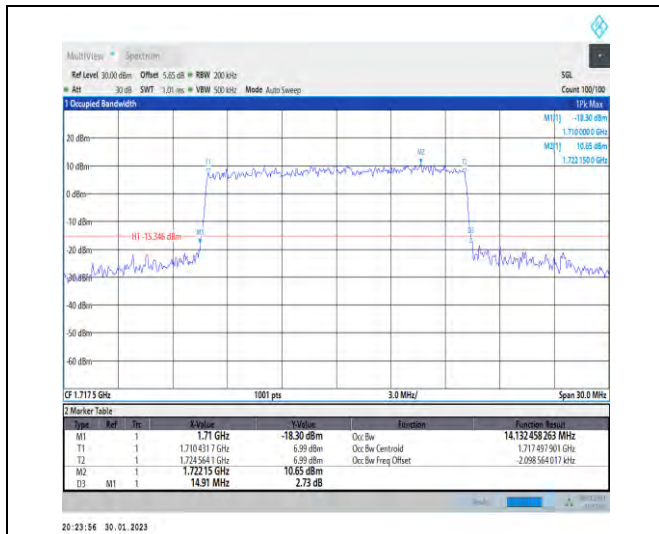 MultiView Spectrum
Ref Level 30.00 dBm Offset 5.65 dB RBW 200 kHz SGL
Att 30 dB SWT 1.01 ms VBW 500 kHz Mode Auto Sweep Count 100/100
1 Occupied Bandwidth 1Pk Max
M1[1] -18.30 dBm
1.710 000 0 GHz
M2[1] 10.65 dBm
1.722 150 0 GHz
20 dBm
10 dBm
0 dBm
-10 dBm
-20 dBm
-30 dBm
-40 dBm
-50 dBm
-60 dBm
T1
M2
T2
H1 -15.346 dBm
M1
D3
CF 1.717 5 GHz 1001 pts 3.0 MHz/ Span 30.0 MHz
2 Marker Table
Type Ref Trc X-Value Y-Value Function Function Result
M1 1 1.71 GHz -18.30 dBm Occ Bw 14.132 458 263 MHz
T1 1 1.710 431 7 GHz 6.99 dBm Occ Bw Centroid 1.717 497 901 GHz
T2 1 1.724 564 1 GHz 6.99 dBm Occ Bw Freq Offset -2.098 564 017 kHz
M2 1 1.722 15 GHz 10.65 dBm
D3 M1 1 14.91 MHz 2.73 dB
20:23:56 30.01.2023